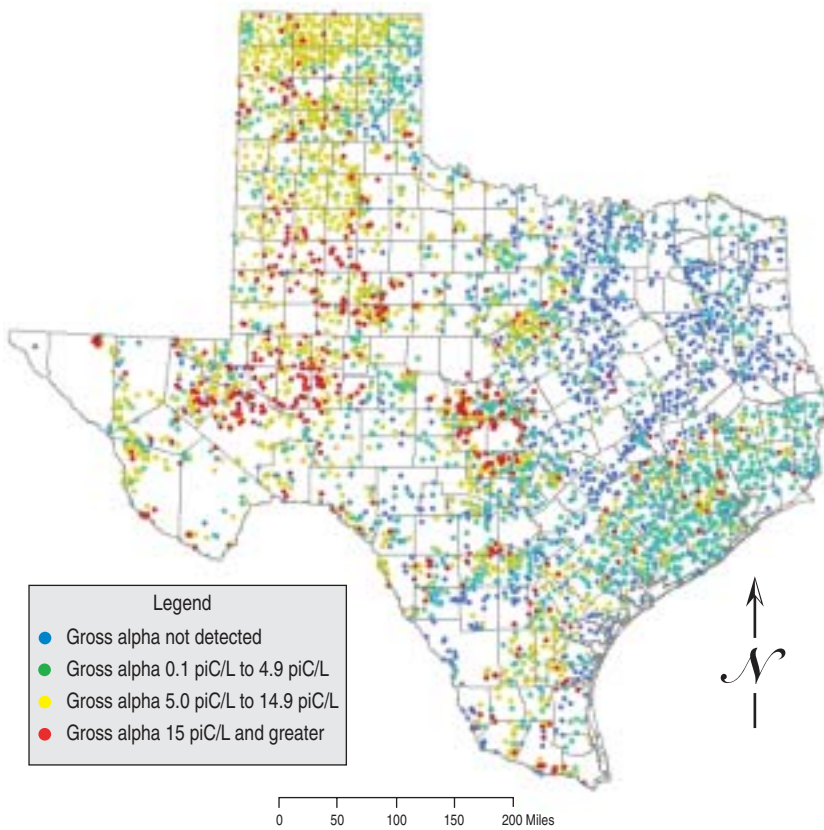 Legend
Gross alpha not detected
Gross alpha 0.1 piC/L to 4.9 piC/L
Gross alpha 5.0 piC/L to 14.9 piC/L
Gross alpha 15 piC/L and greater
N
0 50 100 150 200 Miles